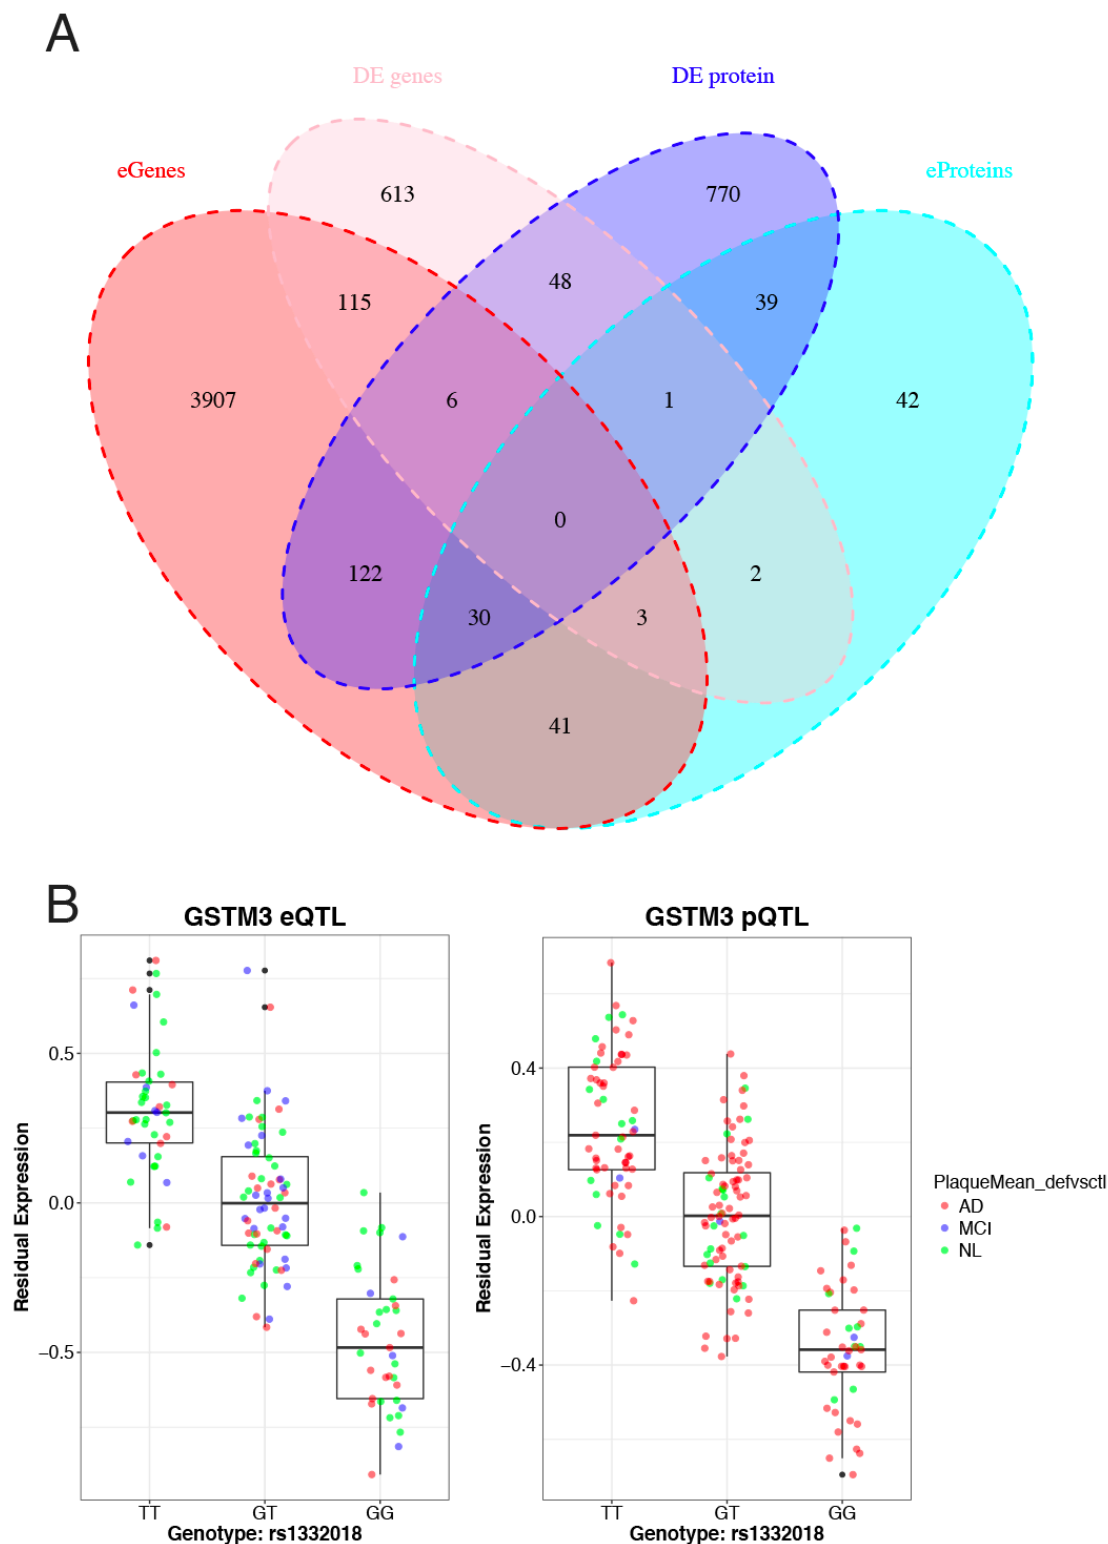 A
DE genes
DE protein
eGenes
eProteins
613
770
48
115
39
3907
6
1
42
0
122
2
30
3
41
B
GSTM3 eQTL
GSTM3 pQTL
Residual Expression
0.5
0.0
−0.5
TT
GT
GG
Genotype: rs1332018
Residual Expression
0.4
0.0
−0.4
TT
GT
GG
Genotype: rs1332018
PlaqueMean_defvsctl
AD
MCI
NL